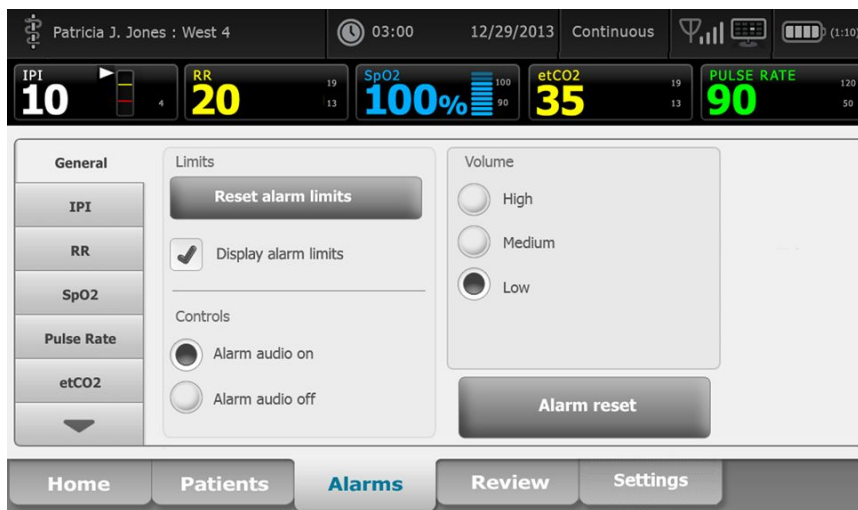 Patricia J. Jones : West 4
03:00
12/29/2013
Continuous
(1:10)
IPI
10
4
RR
20
19
13
SpO2
100%
100
90
etCO2
35
19
13
PULSE RATE
90
120
50
General
IPI
RR
SpO2
Pulse Rate
etCO2
Limits
Reset alarm limits
Display alarm limits
Controls
Alarm audio on
Alarm audio off
Volume
High
Medium
Low
Alarm reset
Home
Patients
Alarms
Review
Settings